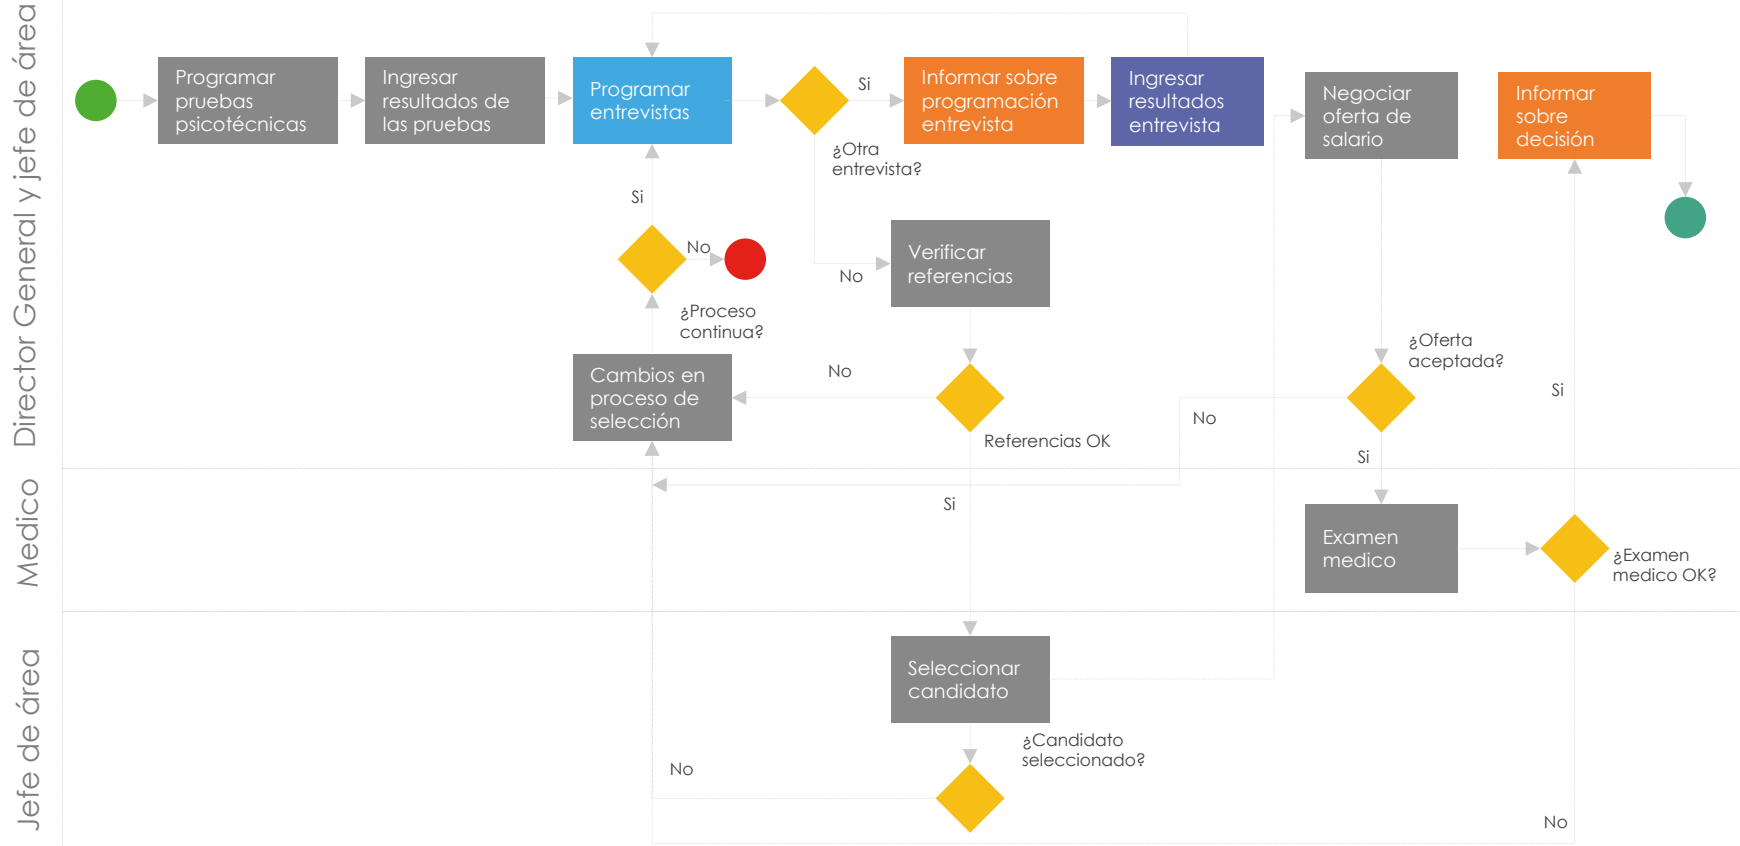 Director General y jefe de área
Medico
Jefe de área
Programar
pruebas
psicotécnicas
Ingresar
resultados de
las pruebas
Programar
entrevistas
Si
¿Otra
entrevista?
Informar sobre
programación
entrevista
Ingresar
resultados
entrevista
Negociar
oferta de
salario
Informar
sobre
decisión
Si
No
¿Proceso
continua?
No
Verificar
referencias
Cambios en
proceso de
selección
No
Referencias OK
Si
No
¿Oferta
aceptada?
Si
Si
Examen
medico
¿Examen
medico OK?
Seleccionar
candidato
¿Candidato
seleccionado?
No
No